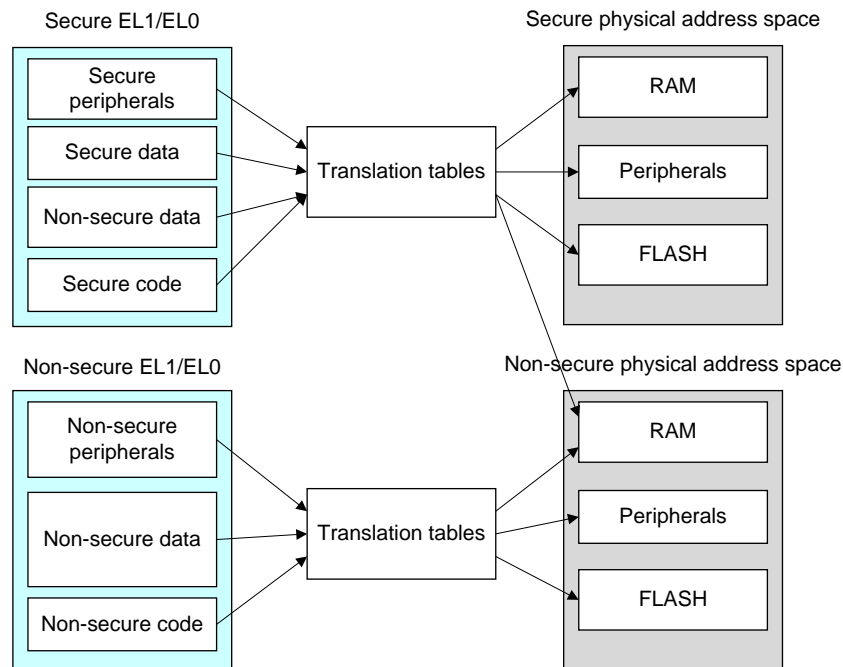 Secure EL1/EL0
Secure
peripherals
Secure data
Non-secure data
Secure code
Translation tables
Secure physical address space
RAM
Peripherals
FLASH
Non-secure EL1/EL0
Non-secure
peripherals
Non-secure data
Non-secure code
Translation tables
Non-secure physical address space
RAM
Peripherals
FLASH